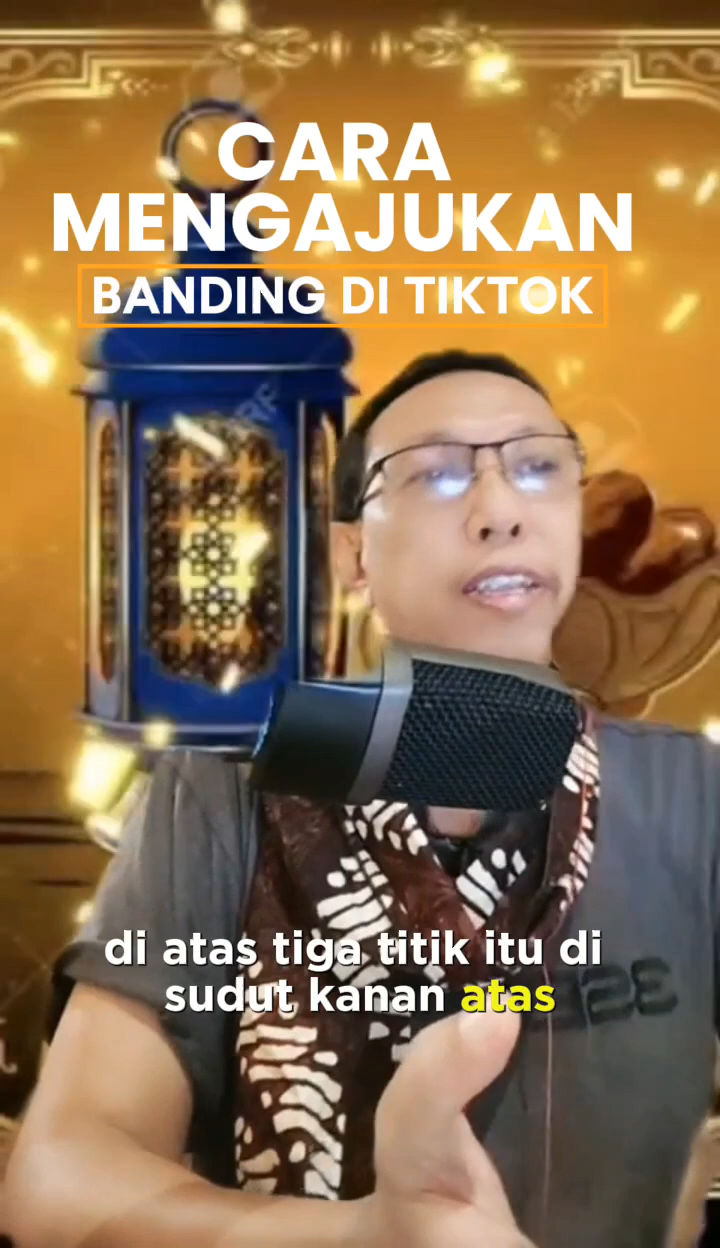 CARA
MENGAJUKAN
BANDING DI TIKTOK
di atas tiga titik itu di
sudut kanan atas